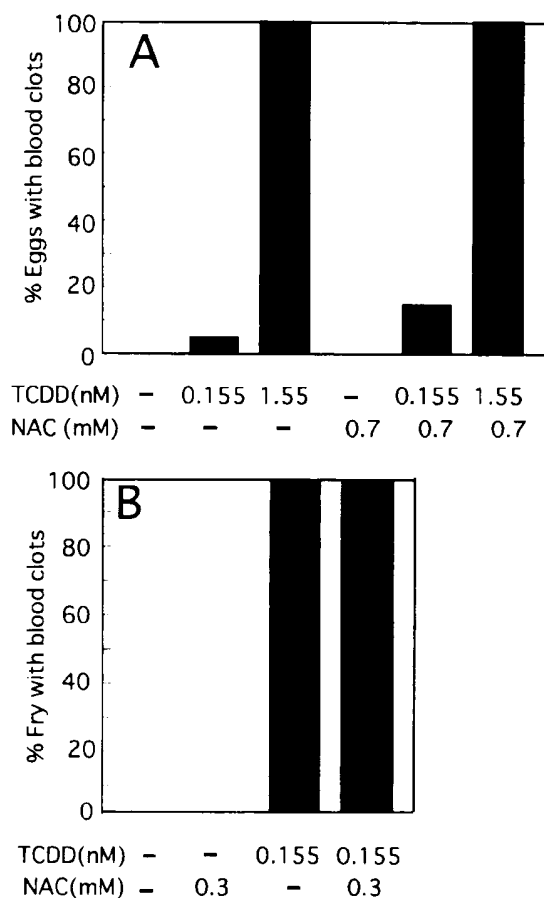 A
% Eggs with blood clots
100
80
60
40
20
0
TCDD(nM) – 0.155 1.55 – 0.155 1.55
NAC (mM) – – – 0.7 0.7 0.7
B
% Fry with blood clots
100
80
60
40
20
0
TCDD(nM) – – 0.155 0.155
NAC(mM) – 0.3 – 0.3